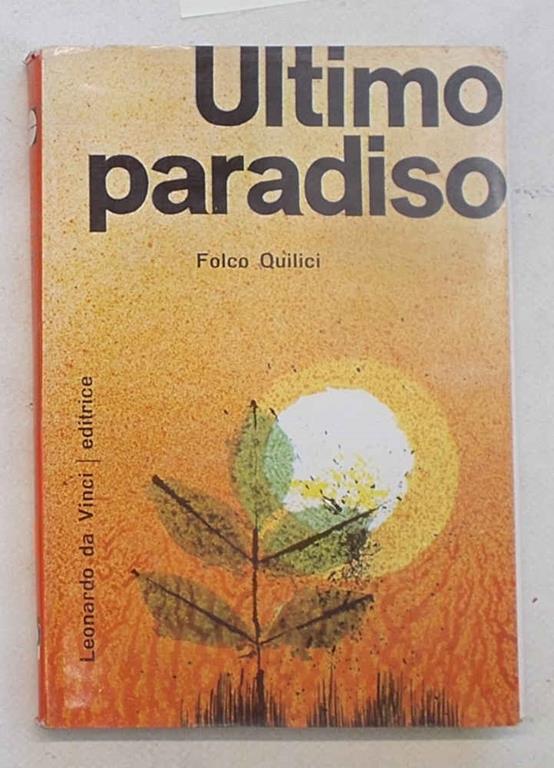 Ultimo
paradiso
Folco Quilici
Leonardo da Vinci | editrice